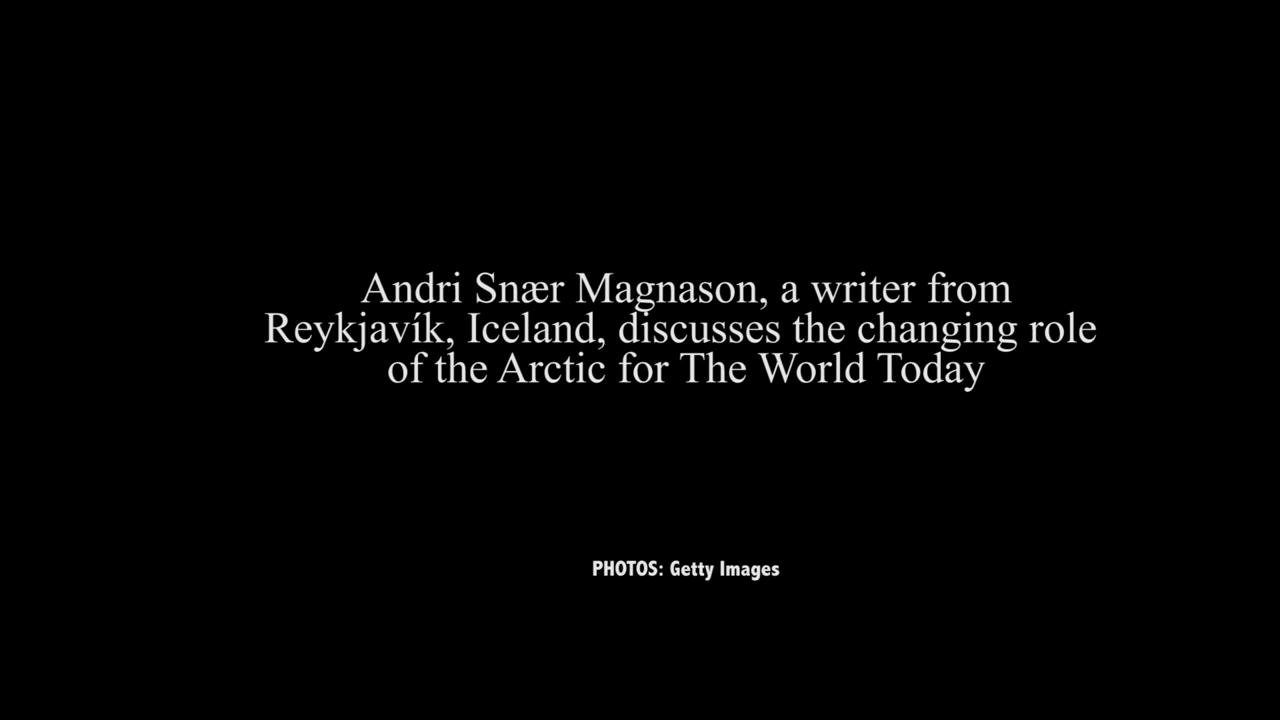 Andri Snær Magnason, a writer from
Reykjavík, Iceland, discusses the changing role
of the Arctic for The World Today
PHOTOS: Getty Images